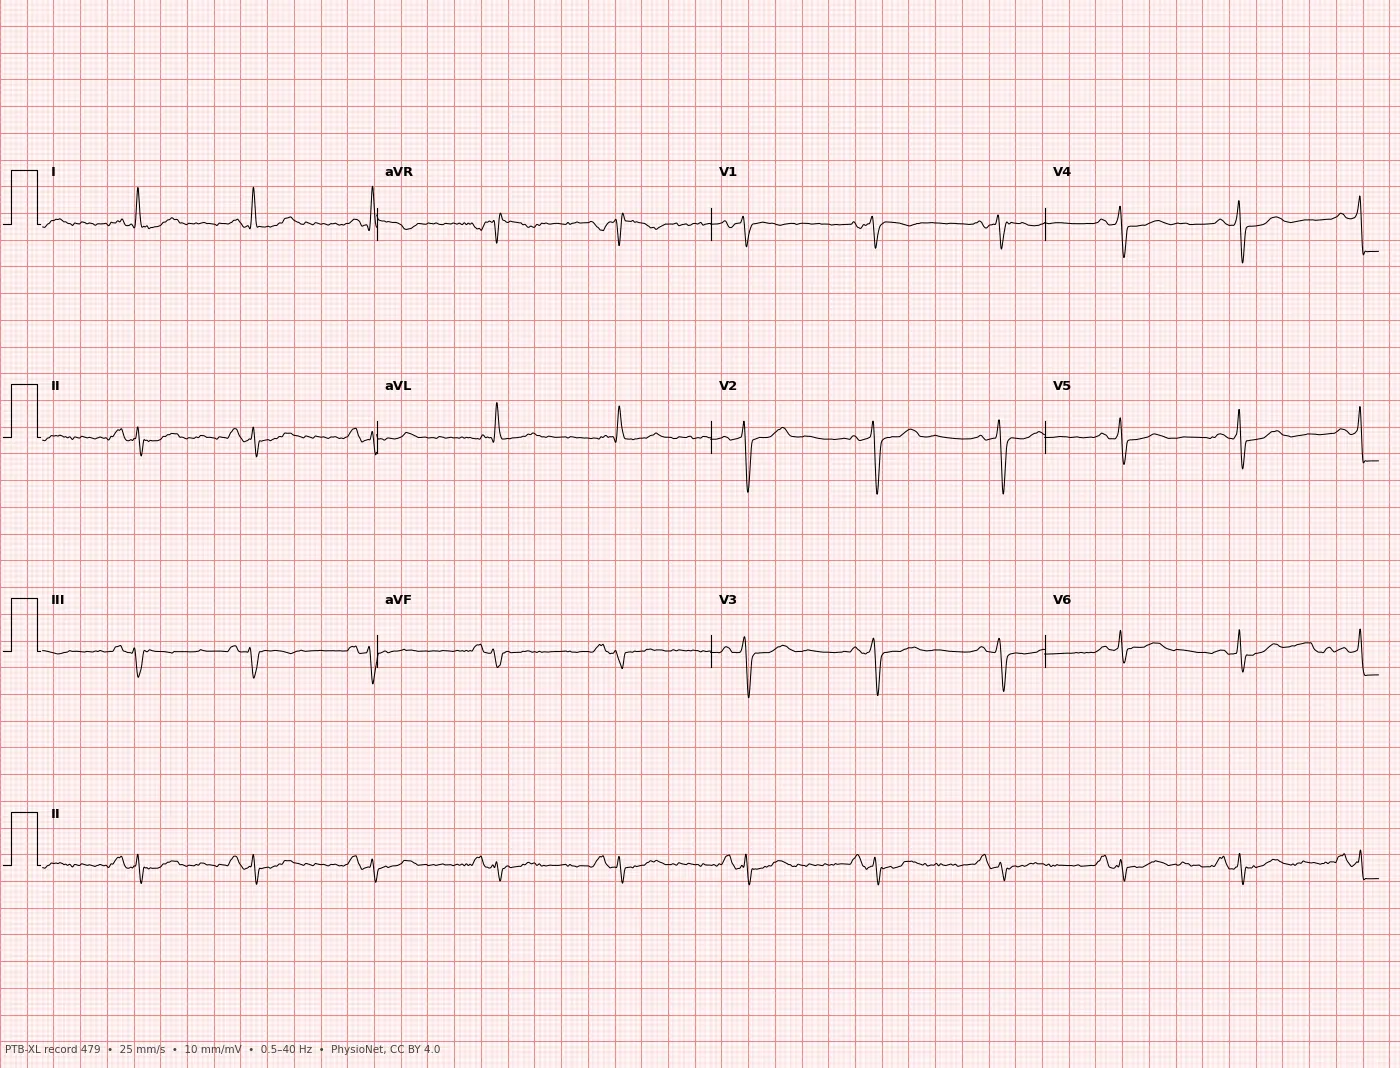 I aVR V1 V4
II aVL V2 V5
III aVF V3 V6
II
PTB-XL record 479 • 25 mm/s • 10 mm/mV • 0.5–40 Hz • PhysioNet, CC BY 4.0